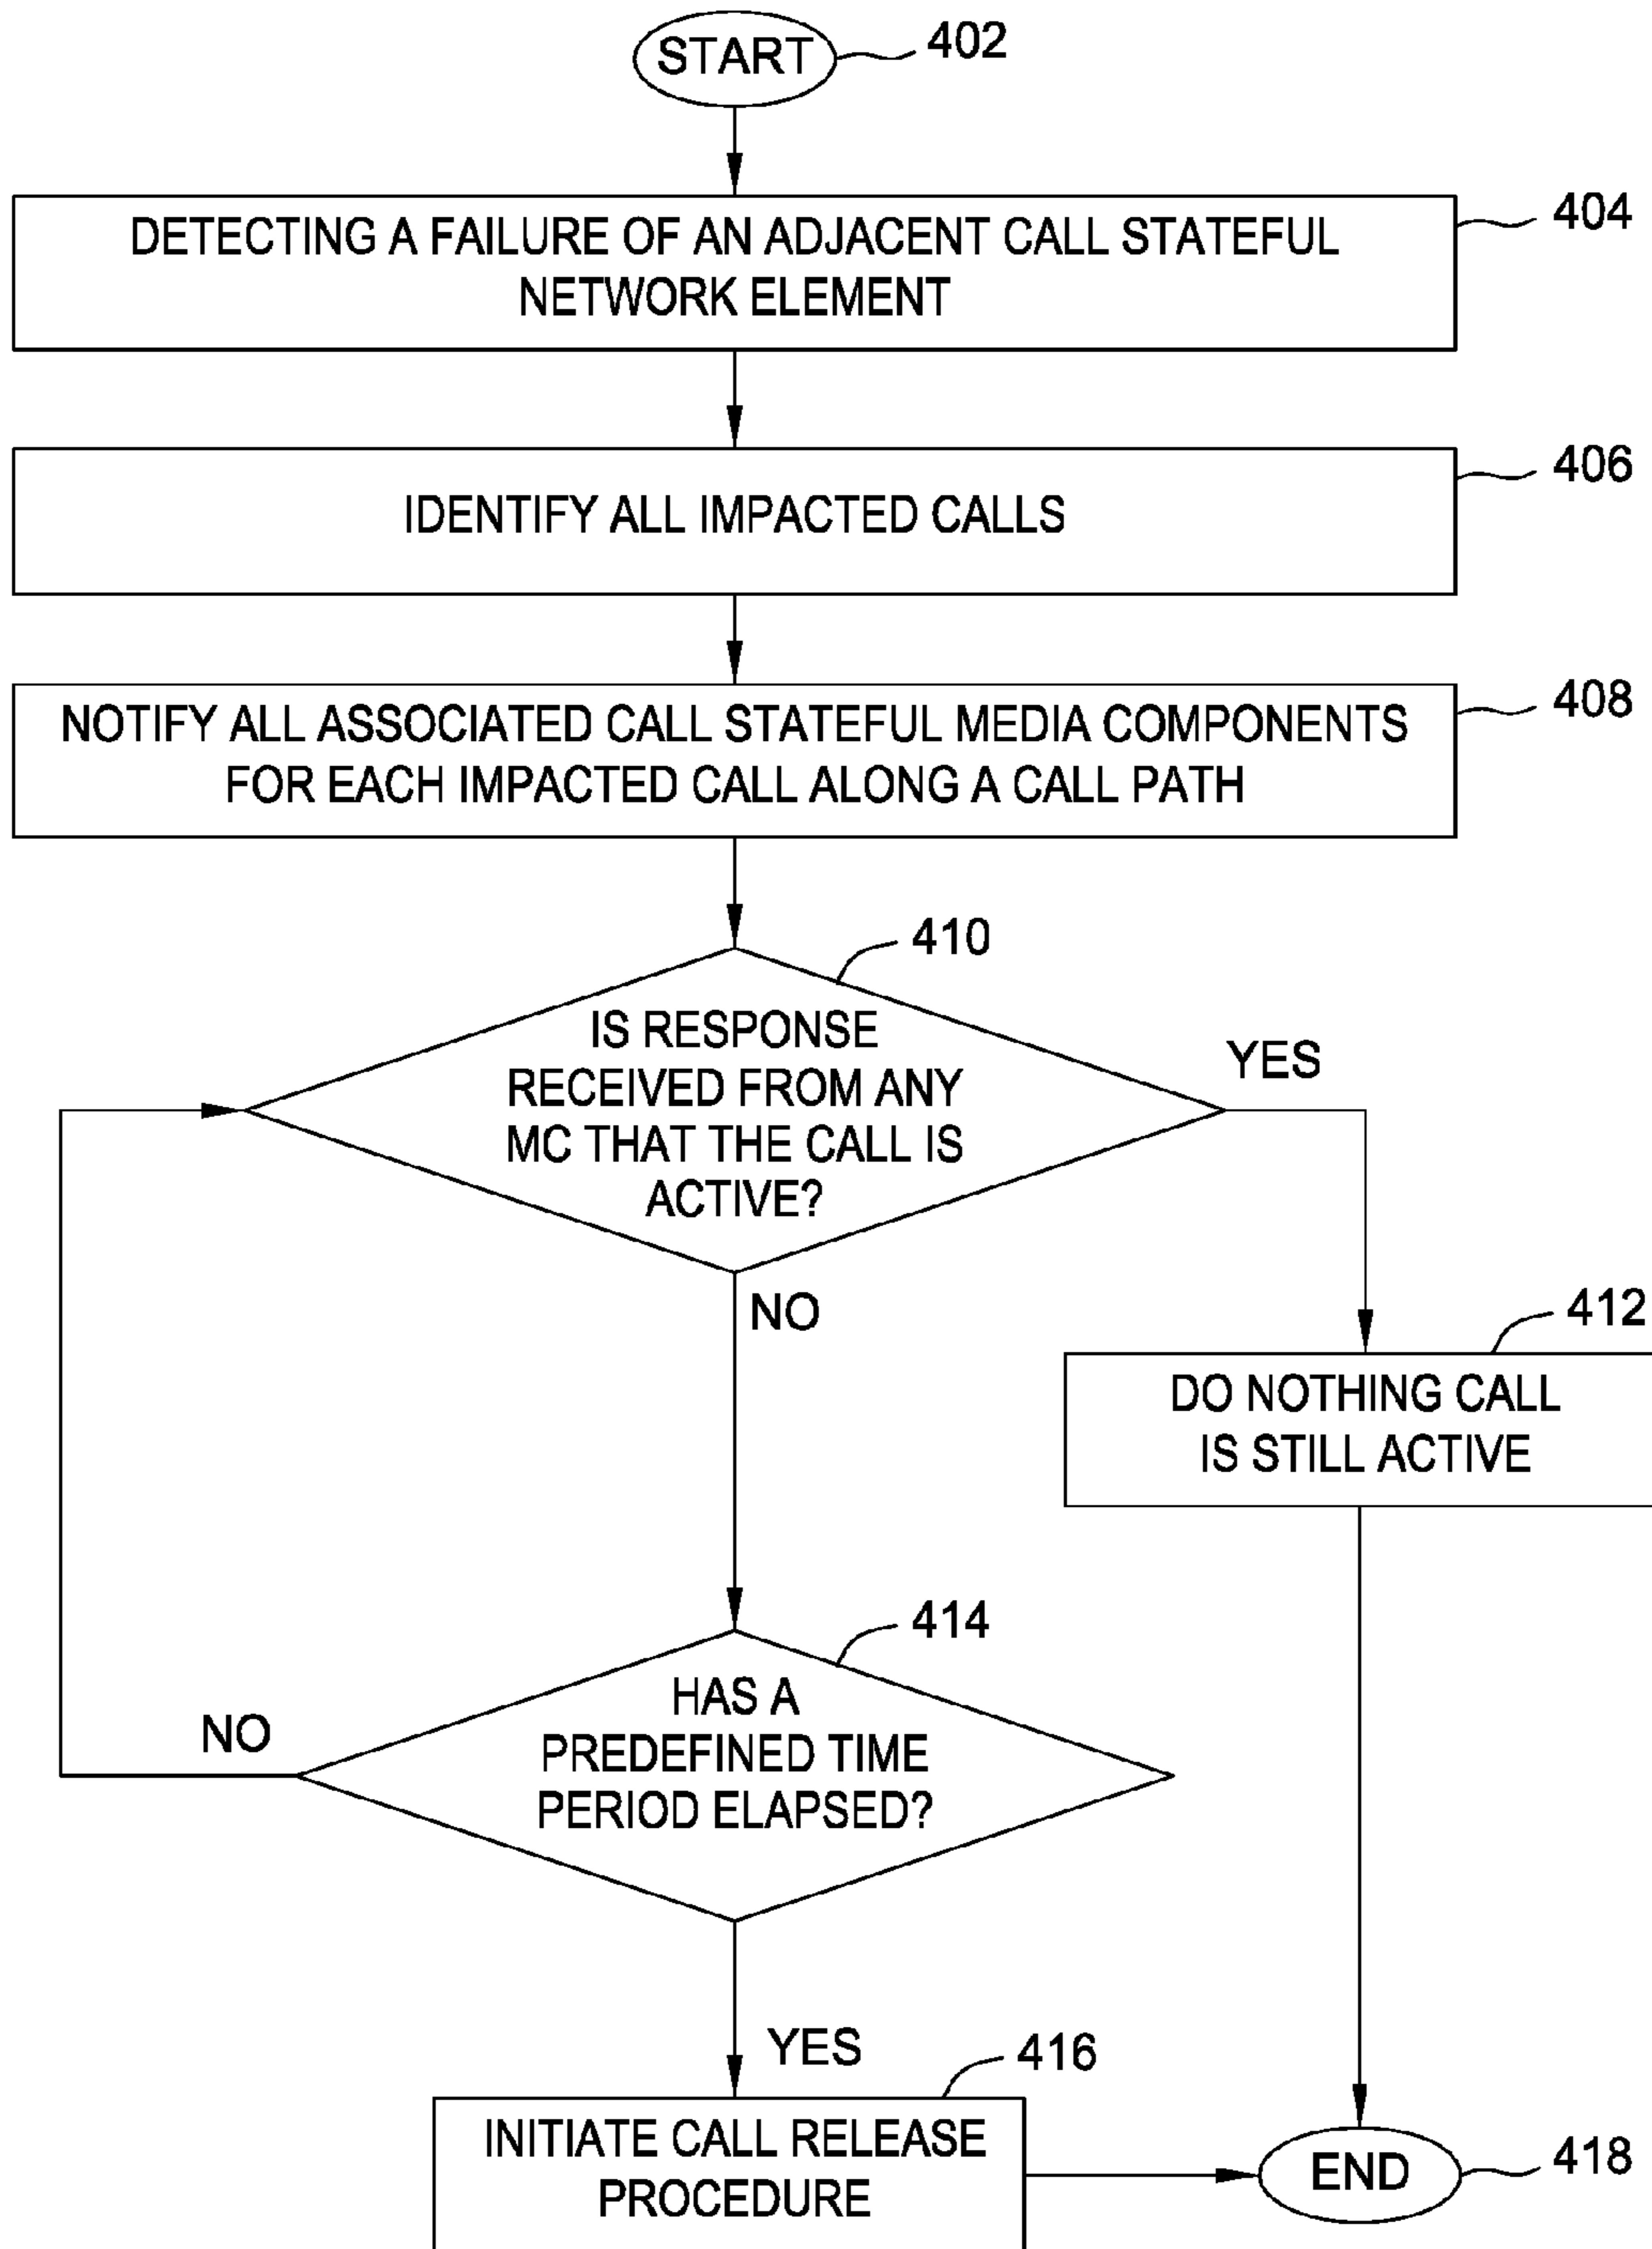 START
402
DETECTING A FAILURE OF AN ADJACENT CALL STATEFUL
NETWORK ELEMENT
404
IDENTIFY ALL IMPACTED CALLS
406
NOTIFY ALL ASSOCIATED CALL STATEFUL MEDIA COMPONENTS
FOR EACH IMPACTED CALL ALONG A CALL PATH
408
410
IS RESPONSE
RECEIVED FROM ANY
MC THAT THE CALL IS
ACTIVE?
YES
NO
412
DO NOTHING CALL
IS STILL ACTIVE
414
HAS A
PREDEFINED TIME
PERIOD ELAPSED?
NO
YES
416
INITIATE CALL RELEASE
PROCEDURE
END
418